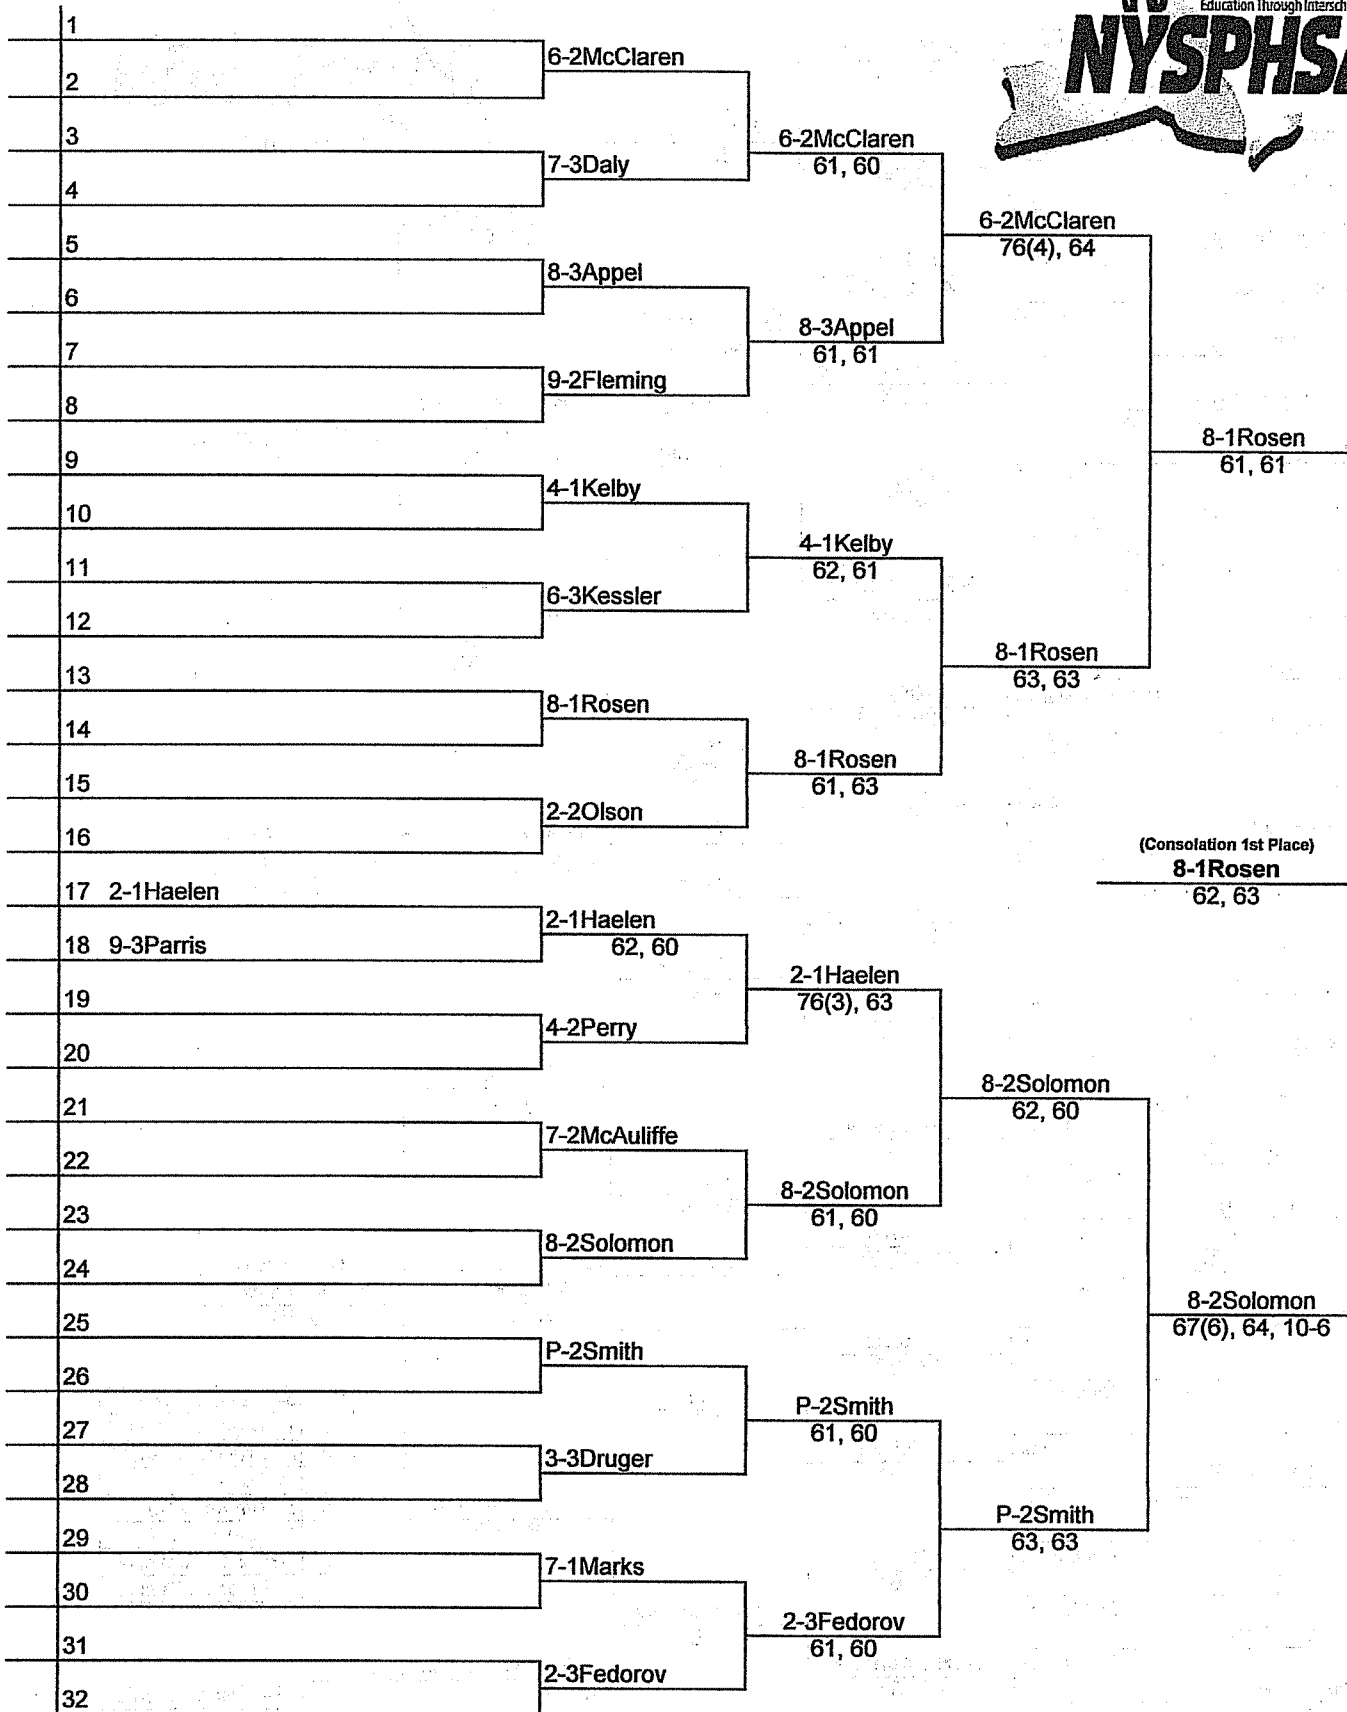 Education Through Intersch
NYSPHSA
1
6-2McClaren
2
3
6-2McClaren
61, 60
7-3Daly
4
6-2McClaren
76(4), 64
5
8-3Appel
6
8-3Appel
61, 61
7
9-2Fleming
8
8-1Rosen
61, 61
9
4-1Kelby
10
4-1Kelby
62, 61
11
6-3Kessler
12
8-1Rosen
63, 63
13
8-1Rosen
14
8-1Rosen
61, 63
15
2-2Olson
16
(Consolation 1st Place)
8-1Rosen
62, 63
17 2-1Haelen
2-1Haelen
62, 60
18 9-3Parris
2-1Haelen
76(3), 63
19
4-2Perry
20
8-2Solomon
62, 60
21
7-2McAuliffe
22
8-2Solomon
61, 60
23
8-2Solomon
24
8-2Solomon
67(6), 64, 10-6
25
P-2Smith
26
P-2Smith
61, 60
27
3-3Druger
28
P-2Smith
63, 63
29
7-1Marks
30
2-3Fedorov
61, 60
31
2-3Fedorov
32